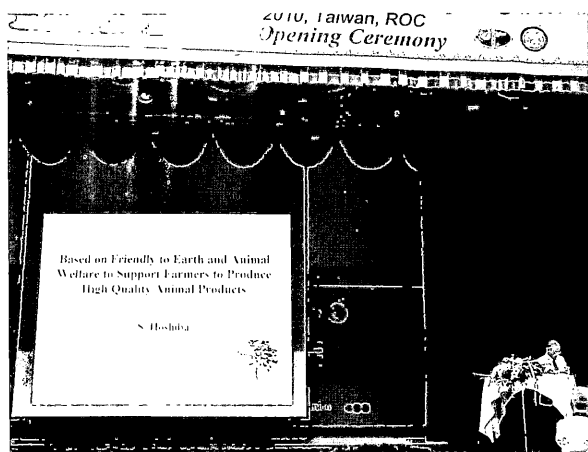 2010, Taiwan, ROC
Opening Ceremony
Based on Friendly to Earth and Animal
Welfare to Support Farmers to Produce
High Quality Animal Products
S. Hoshiba